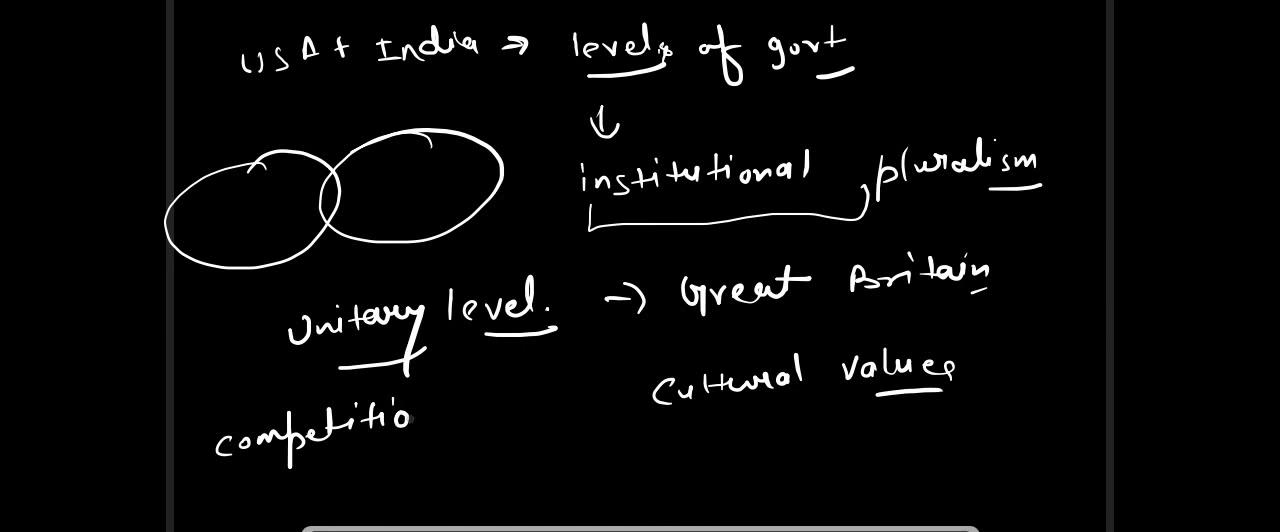 USA + India → levels of govt
↓
institutional pluralism
Unitary level. → Great Britain
Cultural values
competitio